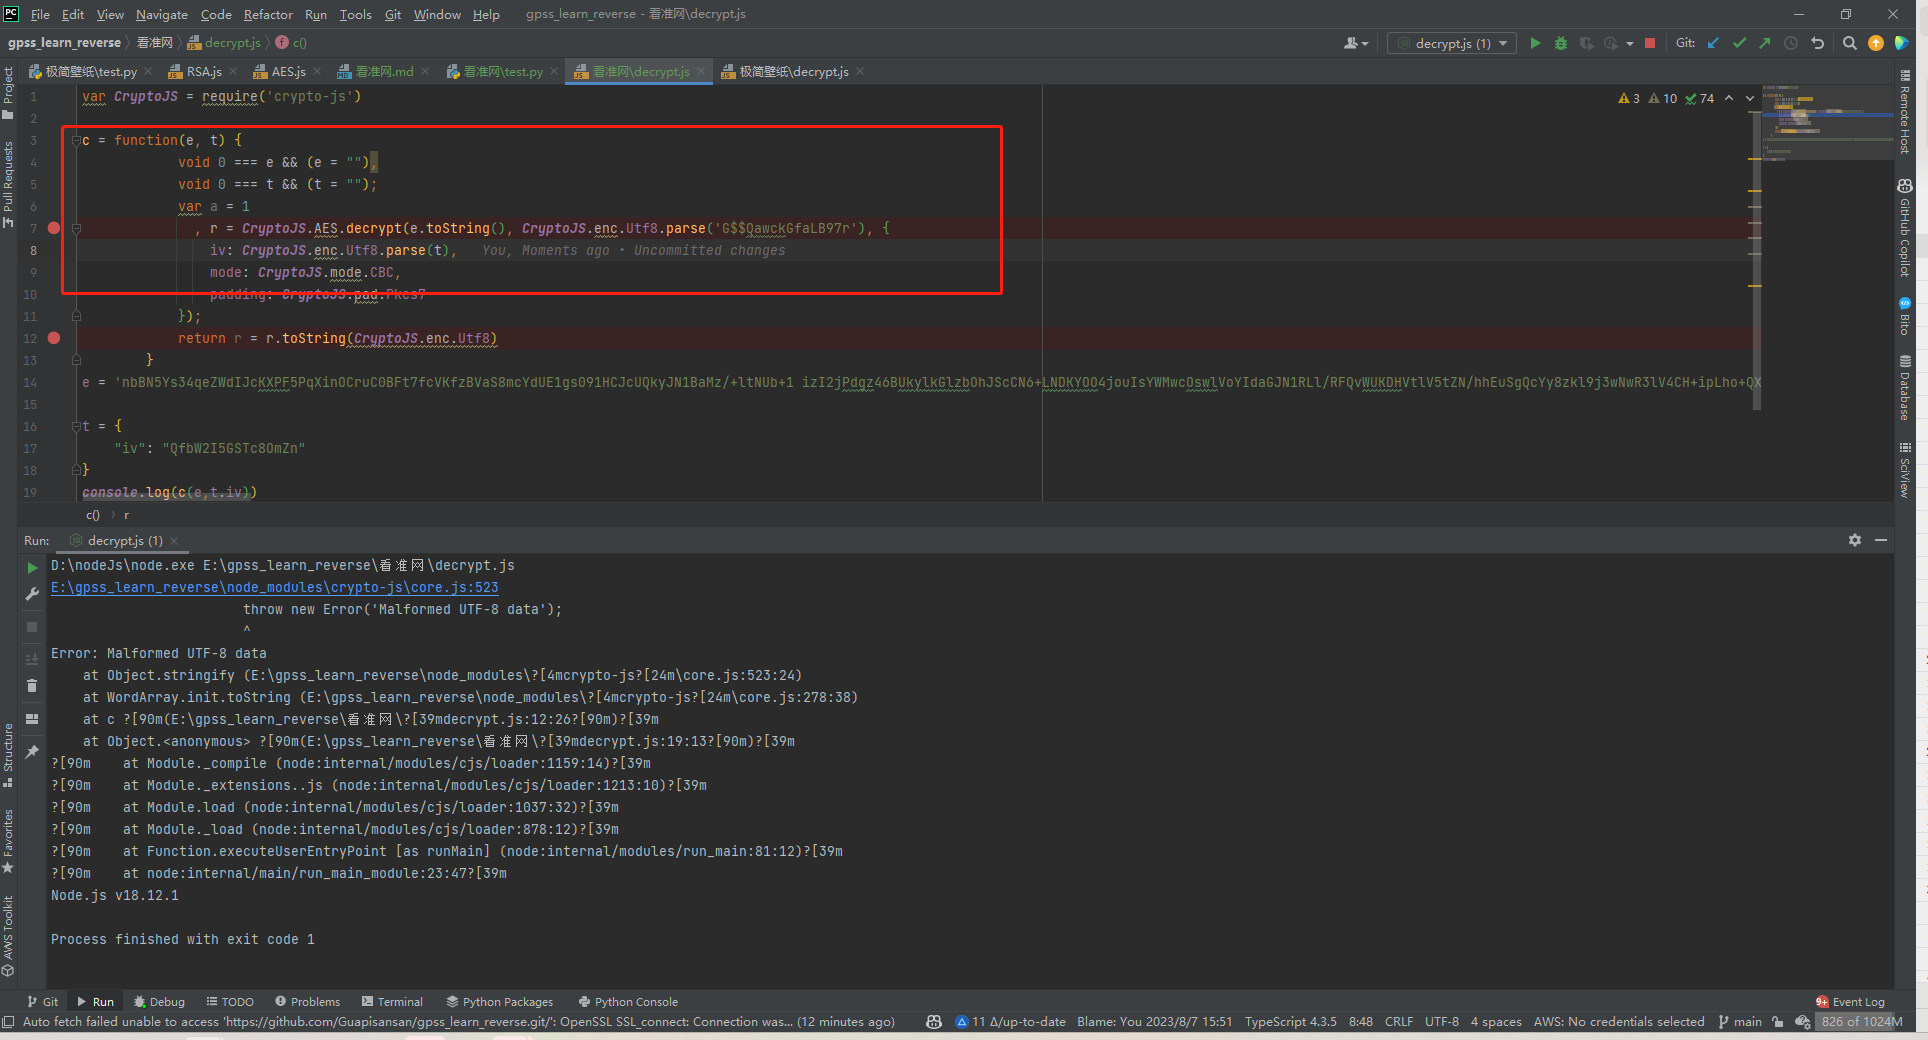 File Edit View Navigate Code Refactor Run Tools Git Window Help gpss_learn_reverse - 看准网\decrypt.js
gpss_learn_reverse 看准网 decrypt.js c()
decrypt.js (1) Git:
极简壁纸\test.py RSA.js AES.js 看准网.md 看准网\test.py 看准网\decrypt.js 极简壁纸\decrypt.js
3 10 74
1 var CryptoJS = require('crypto-js')
2
3 c = function(e, t) {
4 void 0 === e && (e = ""),
5 void 0 === t && (t = "");
6 var a = 1
7 , r = CryptoJS.AES.decrypt(e.toString(), CryptoJS.enc.Utf8.parse('G$$QawckGfaLB97r'), {
8 iv: CryptoJS.enc.Utf8.parse(t), You, Moments ago • Uncommitted changes
9 mode: CryptoJS.mode.CBC,
10 padding: CryptoJS.pad.Pkcs7
11 });
12 return r = r.toString(CryptoJS.enc.Utf8)
13 }
14 e = 'nbBN5Ys34qeZWdIJcKXPF5PqXinOCruC0BFt7fcVKfzBVaS8mcYdUE1gs091HCJcUQkyJN1BaMz/+ltNUb+1 izI2jPdgz46BUkylkGlzbOhJScCN6+LNDKYOO4jouIsYWMwcOswlVoYIdaGJN1RLl/RFQvWUKDHVtlV5tZN/hhEuSgQcYy8zkl9j3wNwR3lV4CH+ipLho+QX
15
16 t = {
17 "iv": "QfbW2I5GSTc80mZn"
18 }
19 console.log(c(e,t.iv))
c() r
Run: decrypt.js (1)
D:\nodeJs\node.exe E:\gpss_learn_reverse\看准网\decrypt.js
E:\gpss_learn_reverse\node_modules\crypto-js\core.js:523
throw new Error('Malformed UTF-8 data');
^
Error: Malformed UTF-8 data
at Object.stringify (E:\gpss_learn_reverse\node_modules\?[4mcrypto-js?[24m\core.js:523:24)
at WordArray.init.toString (E:\gpss_learn_reverse\node_modules\?[4mcrypto-js?[24m\core.js:278:38)
at c ?[90m(E:\gpss_learn_reverse\看准网\?[39mdecrypt.js:12:26?[90m)?[39m
at Object.<anonymous> ?[90m(E:\gpss_learn_reverse\看准网\?[39mdecrypt.js:19:13?[90m)?[39m
?[90m at Module._compile (node:internal/modules/cjs/loader:1159:14)?[39m
?[90m at Module._extensions..js (node:internal/modules/cjs/loader:1213:10)?[39m
?[90m at Module.load (node:internal/modules/cjs/loader:1037:32)?[39m
?[90m at Module._load (node:internal/modules/cjs/loader:878:12)?[39m
?[90m at Function.executeUserEntryPoint [as runMain] (node:internal/modules/run_main:81:12)?[39m
?[90m at node:internal/main/run_main_module:23:47?[39m
Node.js v18.12.1
Process finished with exit code 1
Git Run Debug TODO Problems Terminal Python Packages Python Console 9+ Event Log
Auto fetch failed unable to access 'https://github.com/Guapisansan/gpss_learn_reverse.git/': OpenSSL SSL_connect: Connection was... (12 minutes ago) 11 Δ/up-to-date Blame: You 2023/8/7 15:51 TypeScript 4.3.5 8:48 CRLF UTF-8 4 spaces AWS: No credentials selected main 826 of 1024M
Project
Pull Requests
Structure
Favorites
AWS Toolkit
Remote Host
GitHub Copilot
Bito
Database
SciView